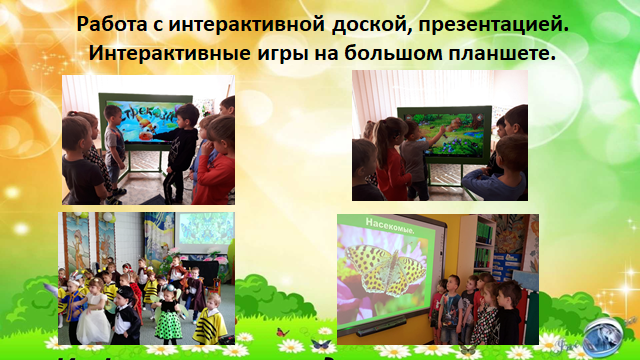 Работа с интерактивной доской, презентацией.
Интерактивные игры на большом планшете.
Насекомые.